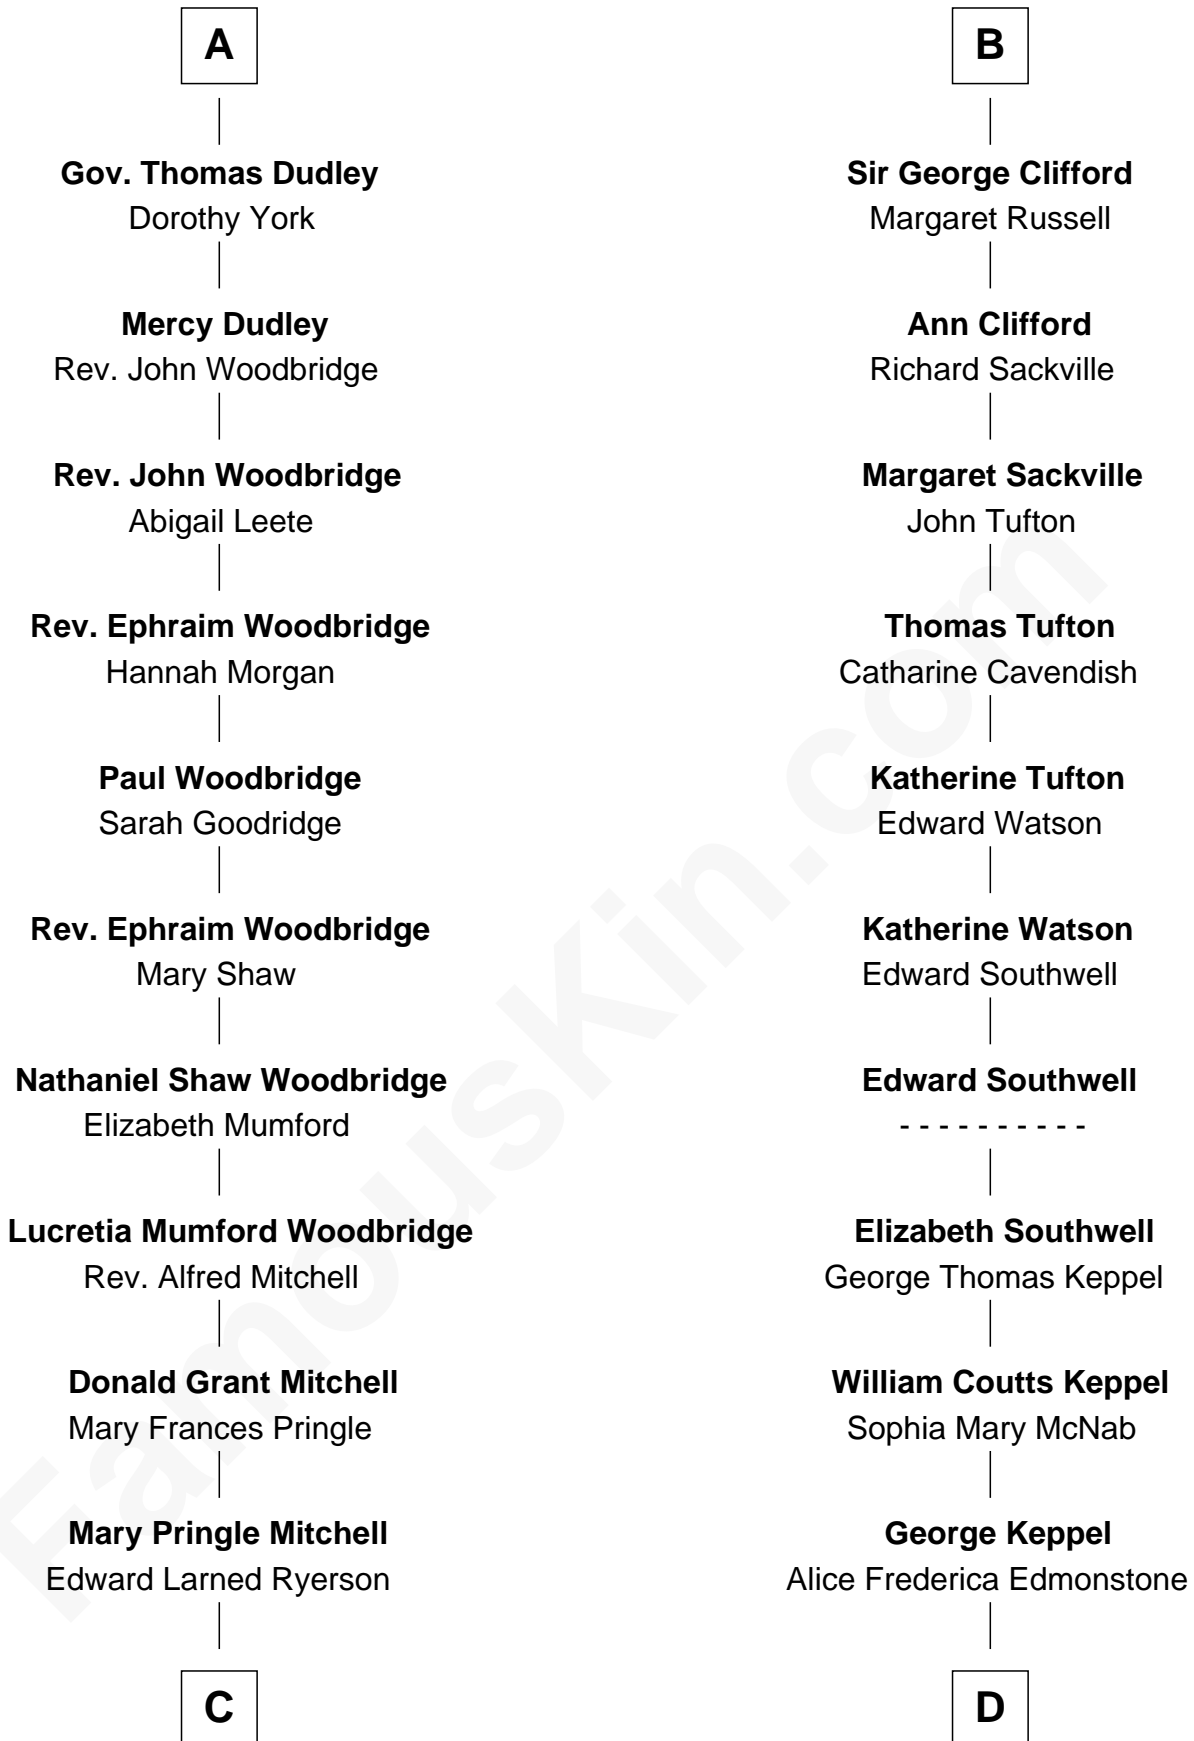 A
Gov. Thomas Dudley
Dorothy York
Mercy Dudley
Rev. John Woodbridge
Rev. John Woodbridge
Abigail Leete
Rev. Ephraim Woodbridge
Hannah Morgan
Paul Woodbridge
Sarah Goodridge
Rev. Ephraim Woodbridge
Mary Shaw
Nathaniel Shaw Woodbridge
Elizabeth Mumford
Lucretia Mumford Woodbridge
Rev. Alfred Mitchell
Donald Grant Mitchell
Mary Frances Pringle
Mary Pringle Mitchell
Edward Larned Ryerson
C
B
Sir George Clifford
Margaret Russell
Ann Clifford
Richard Sackville
Margaret Sackville
John Tufton
Thomas Tufton
Catharine Cavendish
Katherine Tufton
Edward Watson
Katherine Watson
Edward Southwell
Edward Southwell
- - - - - - - - - -
Elizabeth Southwell
George Thomas Keppel
William Coutts Keppel
Sophia Mary McNab
George Keppel
Alice Frederica Edmonstone
D
FamousKin.com